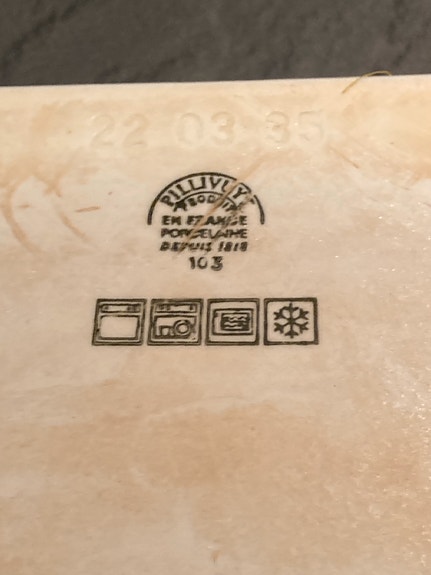 22 03 35
PILLIVUYT
PRODUIT
EN FRANCE
PORCELAINE
DEPUIS 1818
103